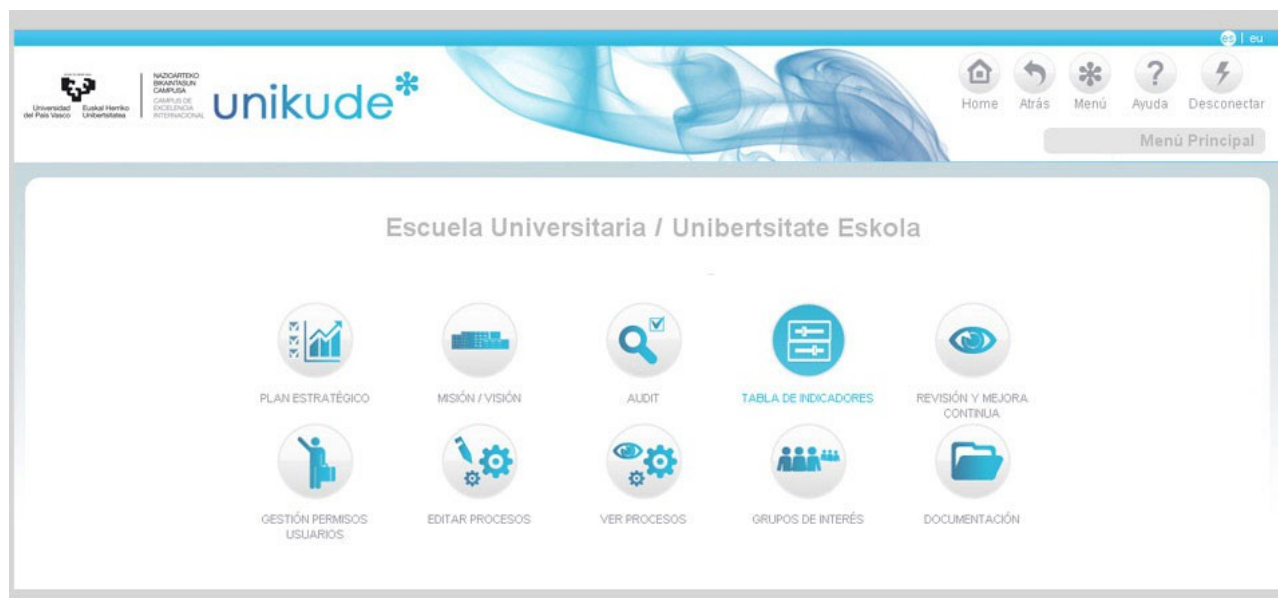 es | eu
Universidad
del País Vasco
Euskal Herriko
Unibertsitatea
NAZIOARTEKO
BIKAINTASUN
CAMPUSA
CAMPUS DE
EXCELENCIA
INTERNACIONAL
unikude*
Home Atrás Menú Ayuda Desconectar
Menú Principal
Escuela Universitaria / Unibertsitate Eskola
PLAN ESTRATÉGICO
MISIÓN / VISIÓN
AUDIT
TABLA DE INDICADORES
REVISIÓN Y MEJORA
CONTINUA
GESTIÓN PERMISOS
USUARIOS
EDITAR PROCESOS
VER PROCESOS
GRUPOS DE INTERÉS
DOCUMENTACIÓN